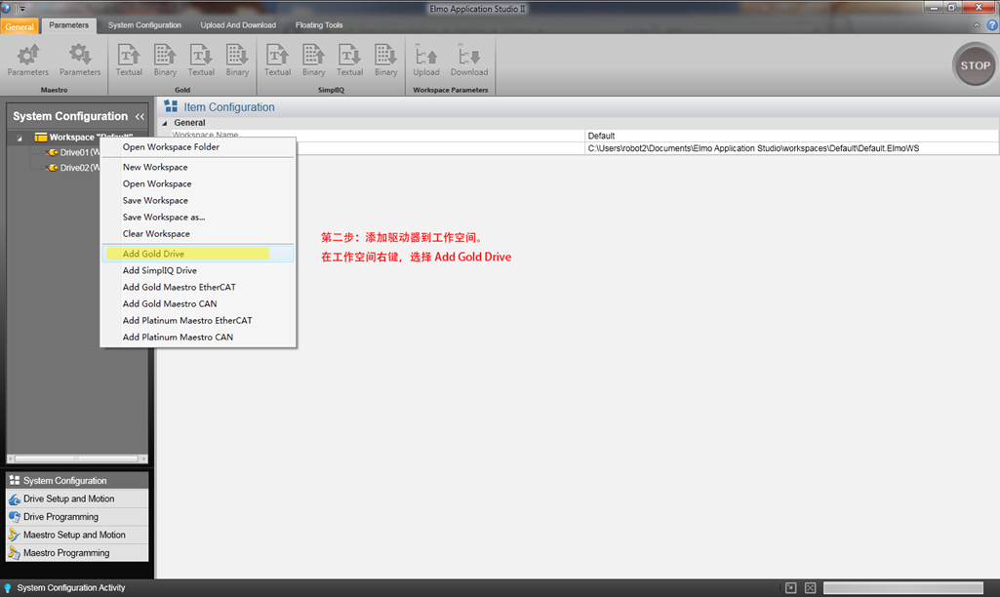 Elmo Application Studio II
General
Parameters
System Configuration
Upload And Download
Floating Tools
Parameters
Parameters
Textual
Binary
Textual
Binary
Textual
Binary
Textual
Binary
Upload
Download
STOP
Maestro
Gold
SimplIQ
Workspace Parameters
System Configuration <<
Item Configuration
General
Workspace Name
Default
C:\Users\robot2\Documents\Elmo Application Studio\workspaces\Default\Default.ElmoWS
Workspace "Default"
Drive01 (W
Drive02 (W
Open Workspace Folder
New Workspace
Open Workspace
Save Workspace
Save Workspace as...
Clear Workspace
Add Gold Drive
Add SimplIQ Drive
Add Gold Maestro EtherCAT
Add Gold Maestro CAN
Add Platinum Maestro EtherCAT
Add Platinum Maestro CAN
第二步：添加驱动器到工作空间。
在工作空间右键，选择 Add Gold Drive
System Configuration
Drive Setup and Motion
Drive Programming
Maestro Setup and Motion
Maestro Programming
System Configuration Activity